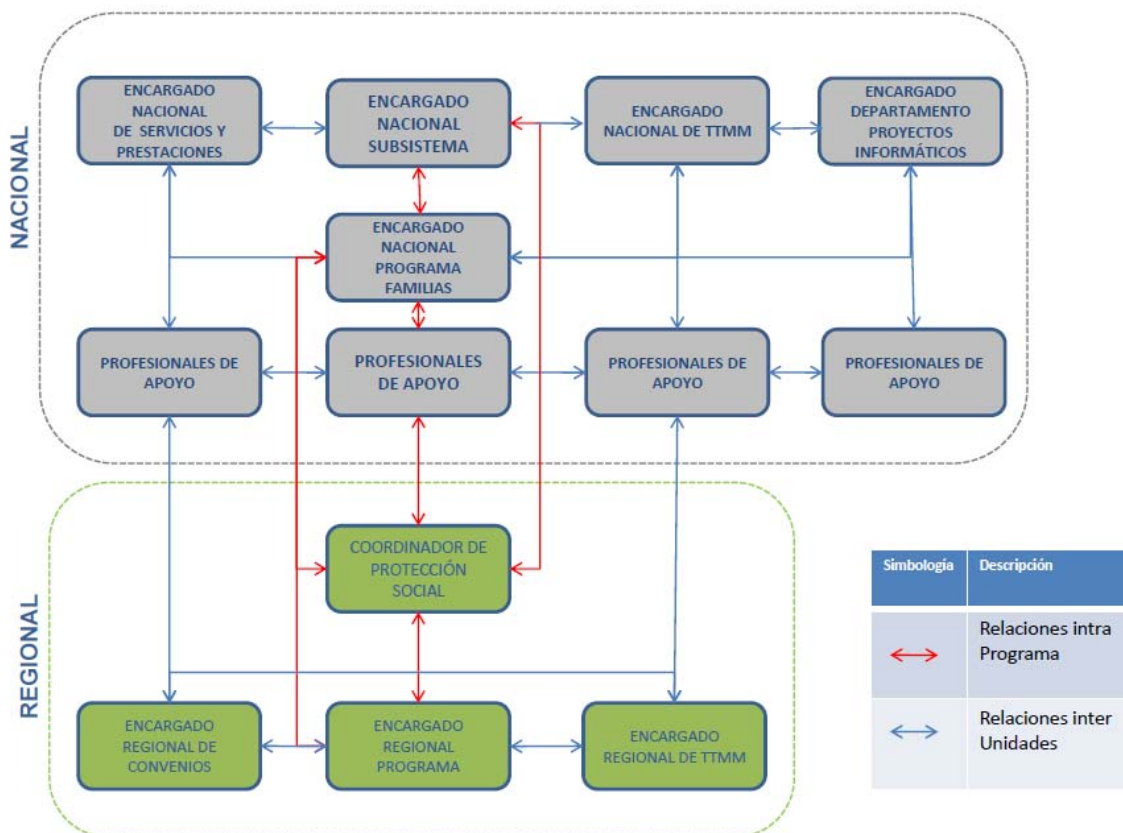 NACIONAL
ENCARGADO
NACIONAL
DE SERVICIOS Y
PRESTACIONES
ENCARGADO
NACIONAL
SUBSISTEMA
ENCARGADO
NACIONAL DE TTMM
ENCARGADO
DEPARTAMENTO
PROYECTOS
INFORMÁTICOS
ENCARGADO
NACIONAL
PROGRAMA
FAMILIAS
PROFESIONALES DE
APOYO
PROFESIONALES
DE APOYO
PROFESIONALES DE
APOYO
PROFESIONALES DE
APOYO
REGIONAL
COORDINADOR DE
PROTECCIÓN
SOCIAL
ENCARGADO
REGIONAL DE
CONVENIOS
ENCARGADO
REGIONAL
PROGRAMA
ENCARGADO
REGIONAL DE TTMM
Simbología Descripción
Relaciones intra
Programa
Relaciones inter
Unidades